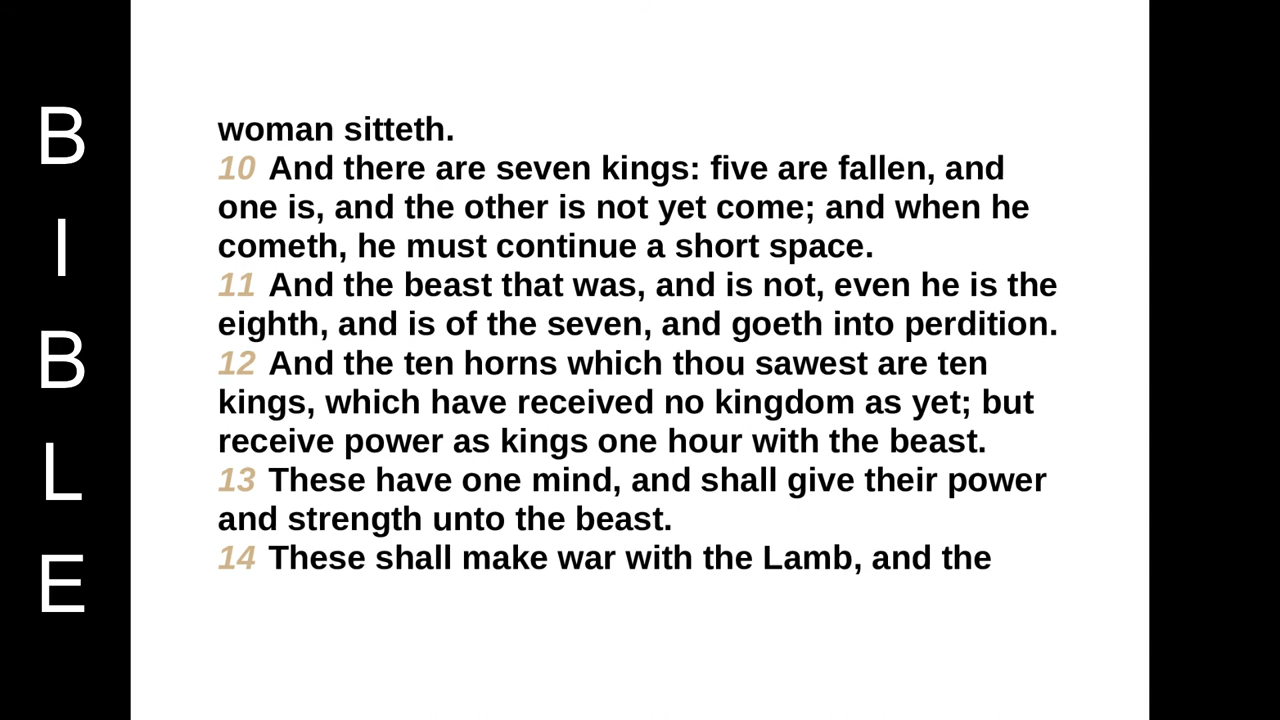 BIBLE
woman sitteth.
10 And there are seven kings: five are fallen, and
one is, and the other is not yet come; and when he
cometh, he must continue a short space.
11 And the beast that was, and is not, even he is the
eighth, and is of the seven, and goeth into perdition.
12 And the ten horns which thou sawest are ten
kings, which have received no kingdom as yet; but
receive power as kings one hour with the beast.
13 These have one mind, and shall give their power
and strength unto the beast.
14 These shall make war with the Lamb, and the